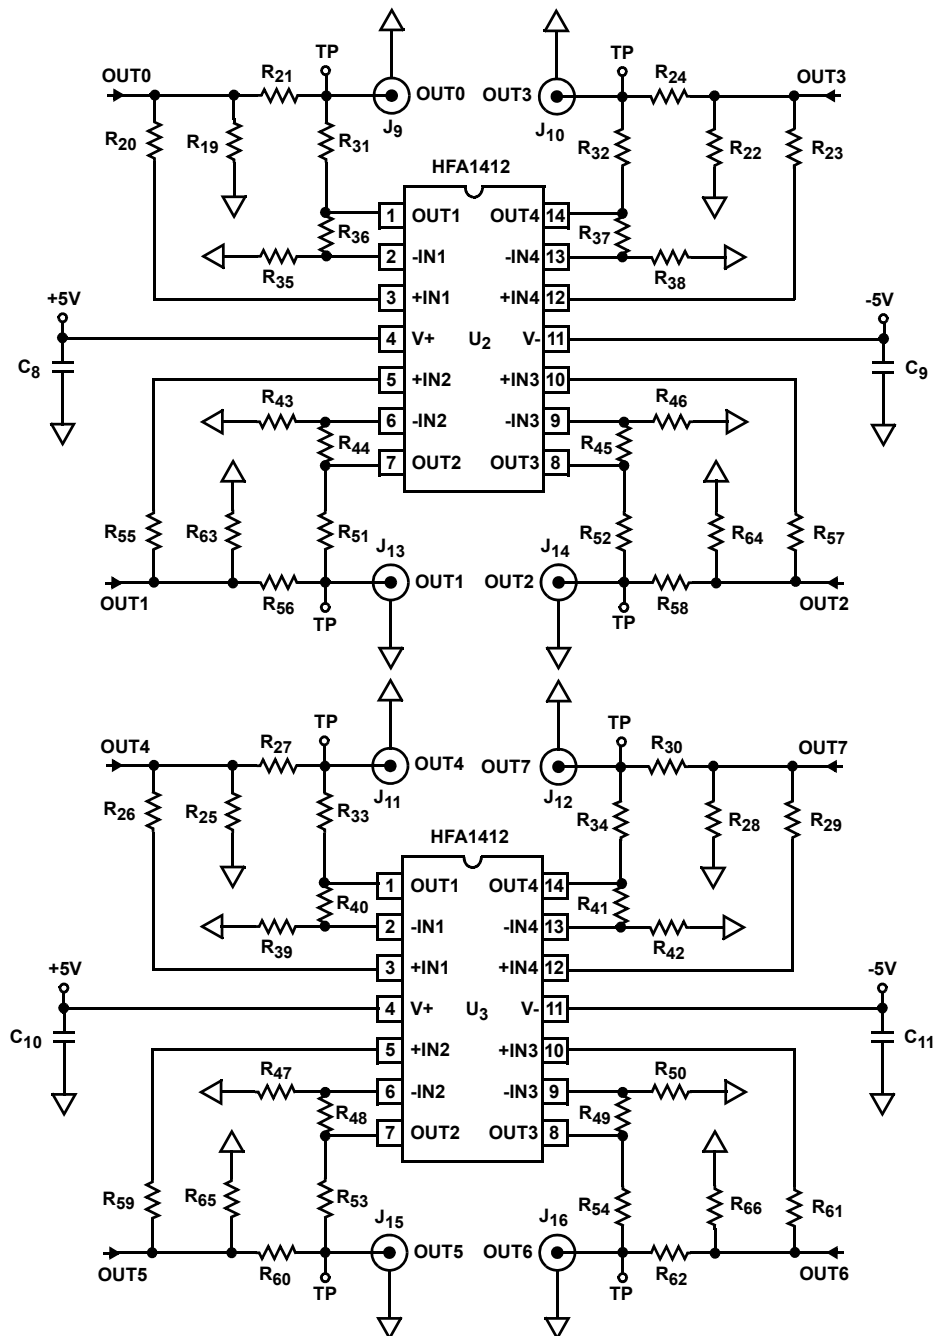 TP TP
OUT0 R21 OUT0 OUT3 R24 OUT3
J9 J10
R20 R19 R31 R32 R22 R23
HFA1412
1 OUT1 OUT4 14
R36 R37
2 -IN1 -IN4 13
R35 R38
3 +IN1 +IN4 12
+5V -5V
4 V+ U2 V- 11
C8 C9
5 +IN2 +IN3 10
R43 R46
6 -IN2 -IN3 9
R44 R45
7 OUT2 OUT3 8
R55 R63 R51 R52 R64 R57
J13 J14
OUT1 R56 OUT1 OUT2 R58 OUT2
TP TP
TP TP
OUT4 R27 OUT4 OUT7 R30 OUT7
J11 J12
R26 R25 R33 R34 R28 R29
HFA1412
1 OUT1 OUT4 14
R40 R41
2 -IN1 -IN4 13
R39 R42
3 +IN1 +IN4 12
+5V -5V
4 V+ U3 V- 11
C10 C11
5 +IN2 +IN3 10
R47 R50
6 -IN2 -IN3 9
R48 R49
7 OUT2 OUT3 8
R59 R65 R53 R54 R66 R61
J15 J16
OUT5 R60 OUT5 OUT6 R62 OUT6
TP TP